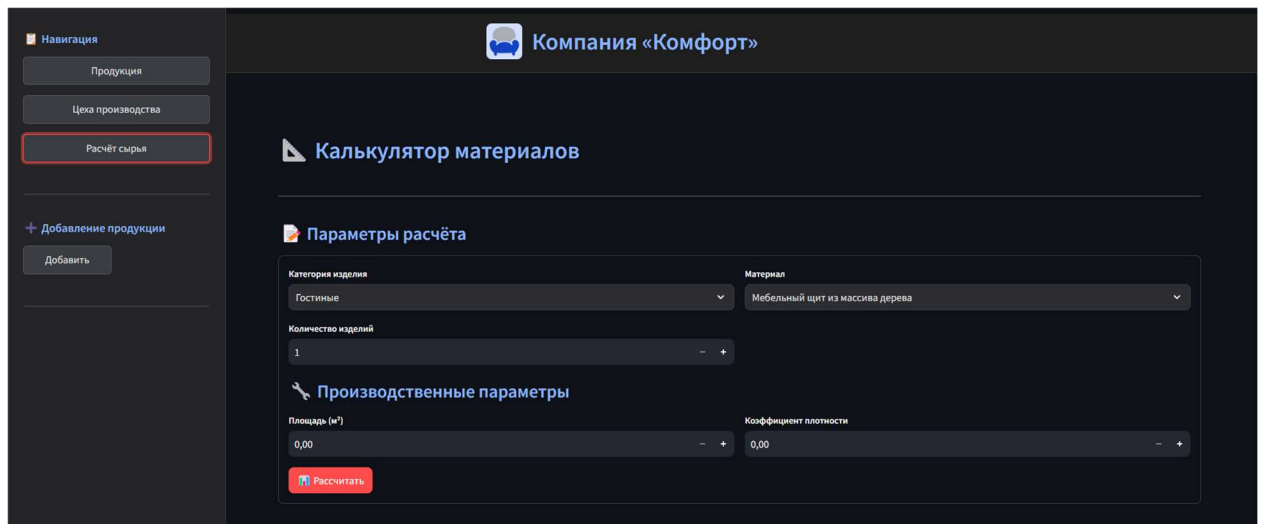 Навигация
Продукция
Цеха производства
Расчёт сырья
Добавление продукции
Добавить
Компания «Комфорт»
Калькулятор материалов
Параметры расчёта
Категория изделия
Гостиные
Материал
Мебельный щит из массива дерева
Количество изделий
1
Производственные параметры
Площадь (м²)
0,00
Коэффициент плотности
0,00
Рассчитать